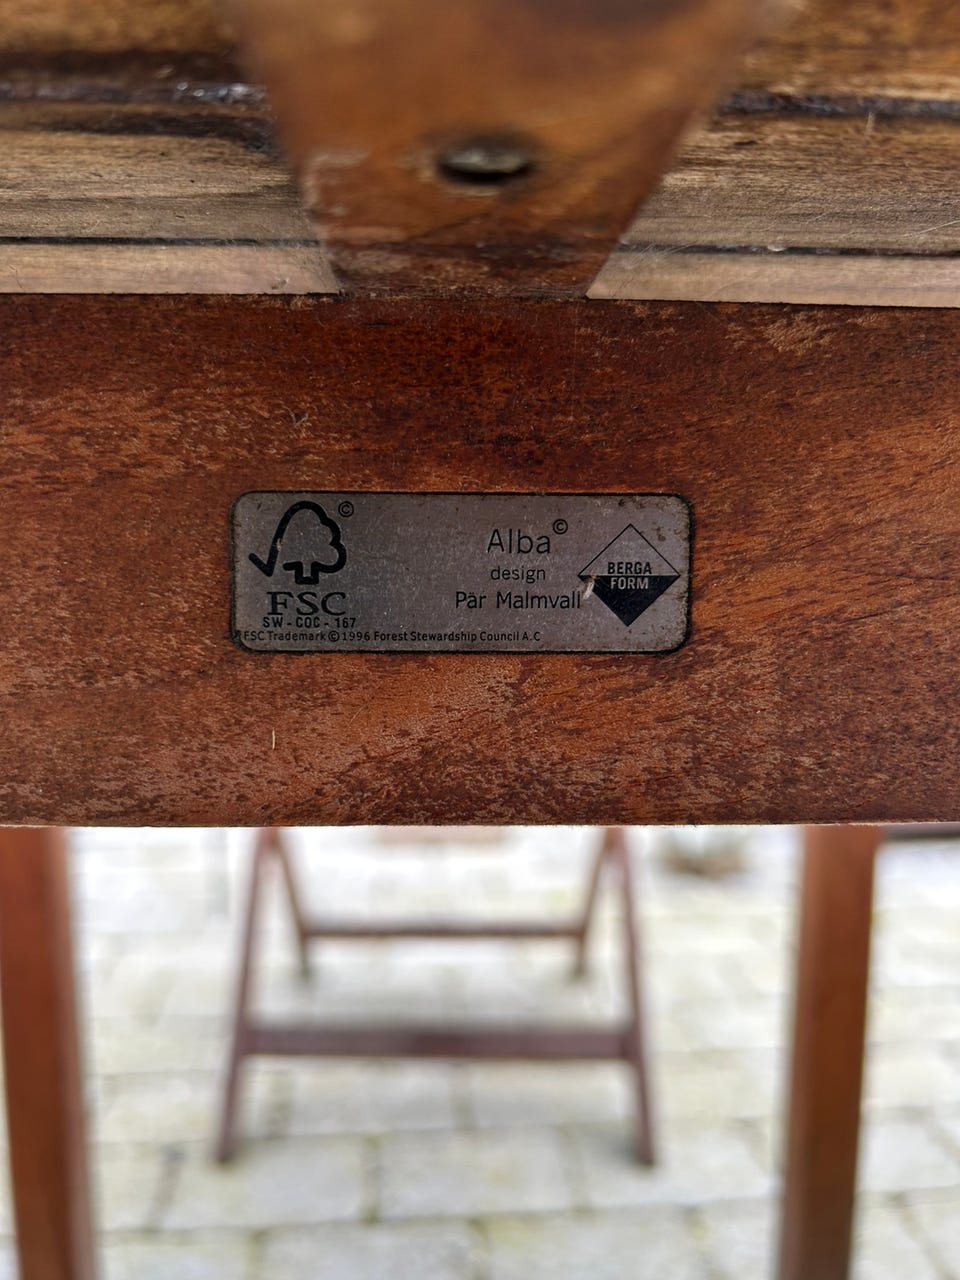 ©
FSC
SW-COC-167
FSC Trademark © 1996 Forest Stewardship Council A.C
Alba©
design
Pär Malmvall
BERGA
FORM